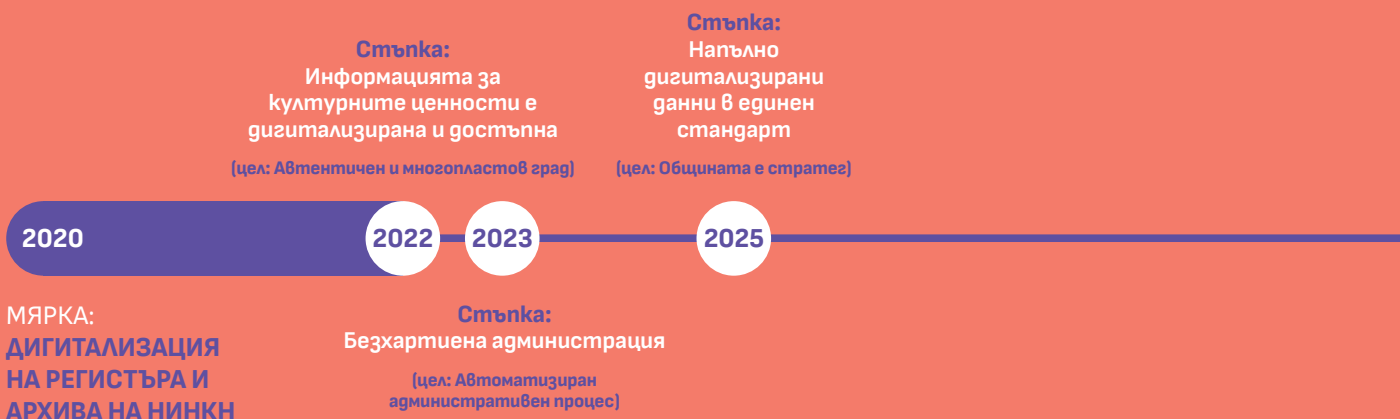 Стъпка:
Информацията за
културните ценности е
дигитализирана и достъпна
(цел: Автентичен и многопластов град)
Стъпка:
Напълно
дигитализирани
данни в единен
стандарт
(цел: Общината е стратег)
2020
2022
2023
2025
МЯРКА:
ДИГИТАЛИЗАЦИЯ
НА РЕГИСТЪРА И
АРХИВА НА НИНКН
Стъпка:
Безхартиена администрация
(цел: Автоматизиран
административен процес)